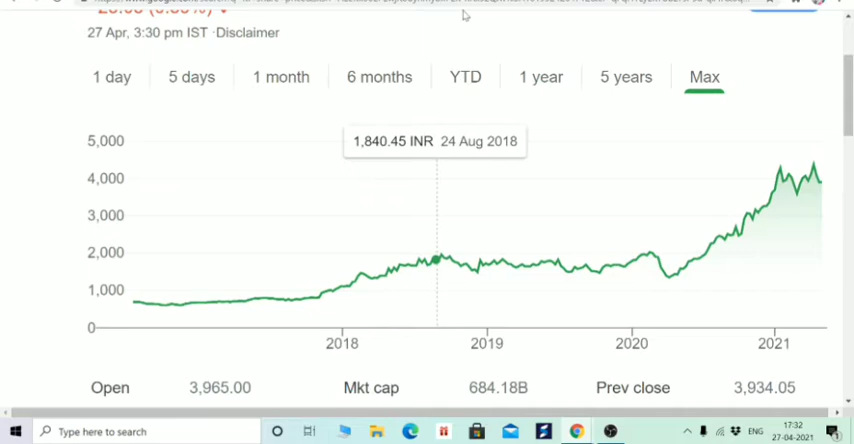 27 Apr, 3:30 pm IST ·Disclaimer
1 day 5 days 1 month 6 months YTD 1 year 5 years Max
1,840.45 INR 24 Aug 2018
5,000
4,000
3,000
2,000
1,000
0
2018 2019 2020 2021
Open 3,965.00 Mkt cap 684.18B Prev close 3,934.05
Type here to search
ENG
17:32
27-04-2021